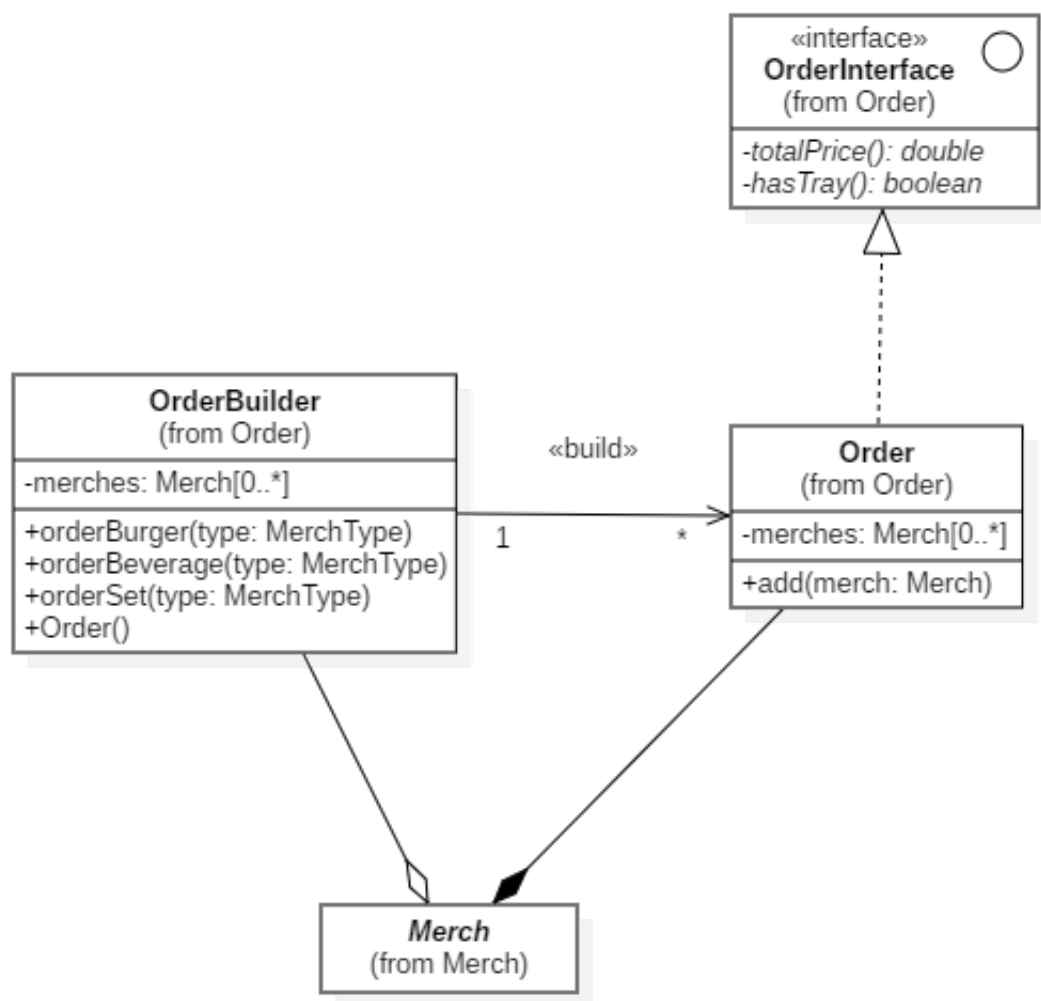 «interface»
OrderInterface
(from Order)
-totalPrice(): double
-hasTray(): boolean
OrderBuilder
(from Order)
-merches: Merch[0..*]
+orderBurger(type: MerchType)
+orderBeverage(type: MerchType)
+orderSet(type: MerchType)
+Order()
«build»
1
*
Order
(from Order)
-merches: Merch[0..*]
+add(merch: Merch)
Merch
(from Merch)